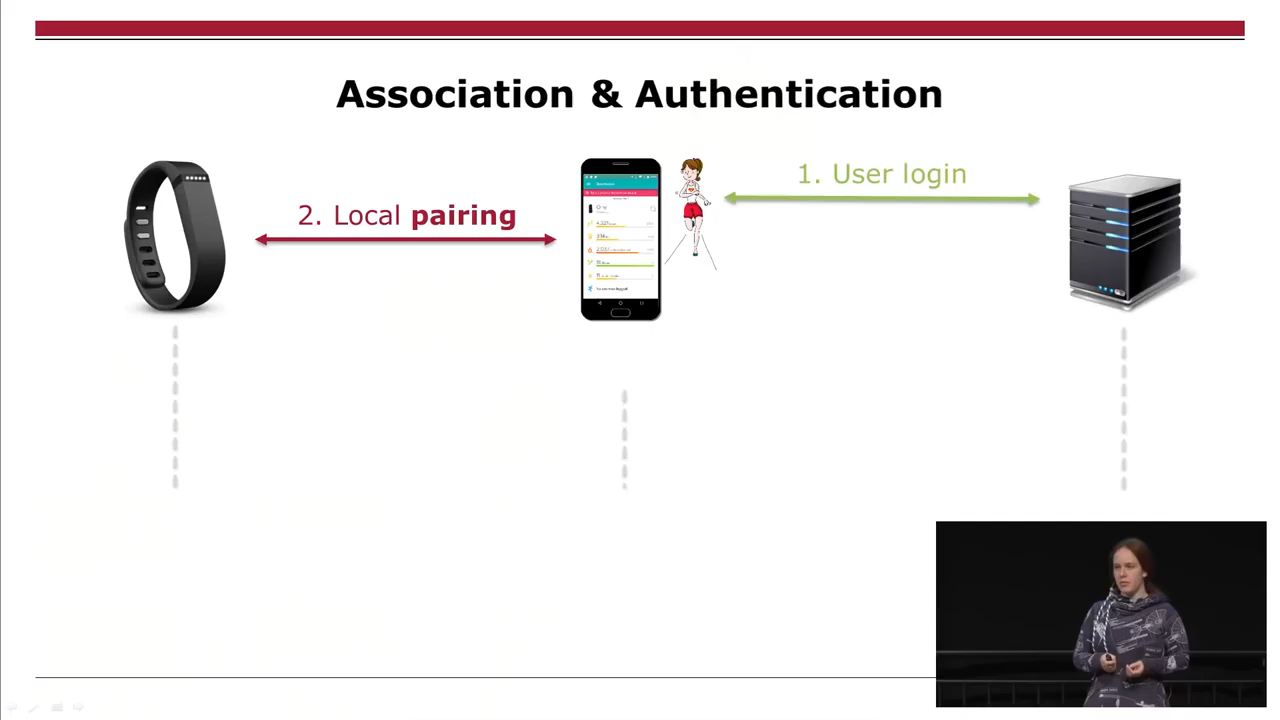 Association & Authentication
1. User login
2. Local pairing